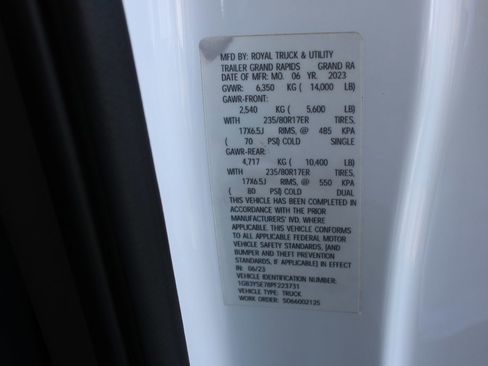 MFD BY: ROYAL TRUCK & UTILITY
TRAILER GRAND RAPIDS GRAND RA
DATE OF MFR: MO. 06 YR. 2023
GVWR: 6,350 KG ( 14,000 LB)
GAWR-FRONT:
2,540 KG ( 5,600 LB)
WITH 235/80R17ER TIRES,
17X6.5J RIMS, @ 485 KPA
( 70 PSI) COLD SINGLE
GAWR-REAR:
4,717 KG ( 10,400 LB)
WITH 235/80R17ER TIRES,
17X6.5J RIMS, @ 550 KPA
( 80 PSI) COLD DUAL
THIS VEHICLE HAS BEEN COMPLETED IN
ACCORDANCE WITH THE PRIOR
MANUFACTURERS' IVD, WHERE
APPLICABLE. THIS VEHICLE CONFORMS
TO ALL APPLICABLE FEDERAL MOTOR
VEHICLE SAFETY STANDARDS, [AND
BUMPER AND THEFT PREVENTION
STANDARDS, IF APPLICABLE] IN EFFECT
IN: 06/23
VEHICLE IDENTIFICATION NUMBER:
1GB3YSE78PF223731
VEHICLE TYPE: TRUCK
WORK ORDER: SO66002125